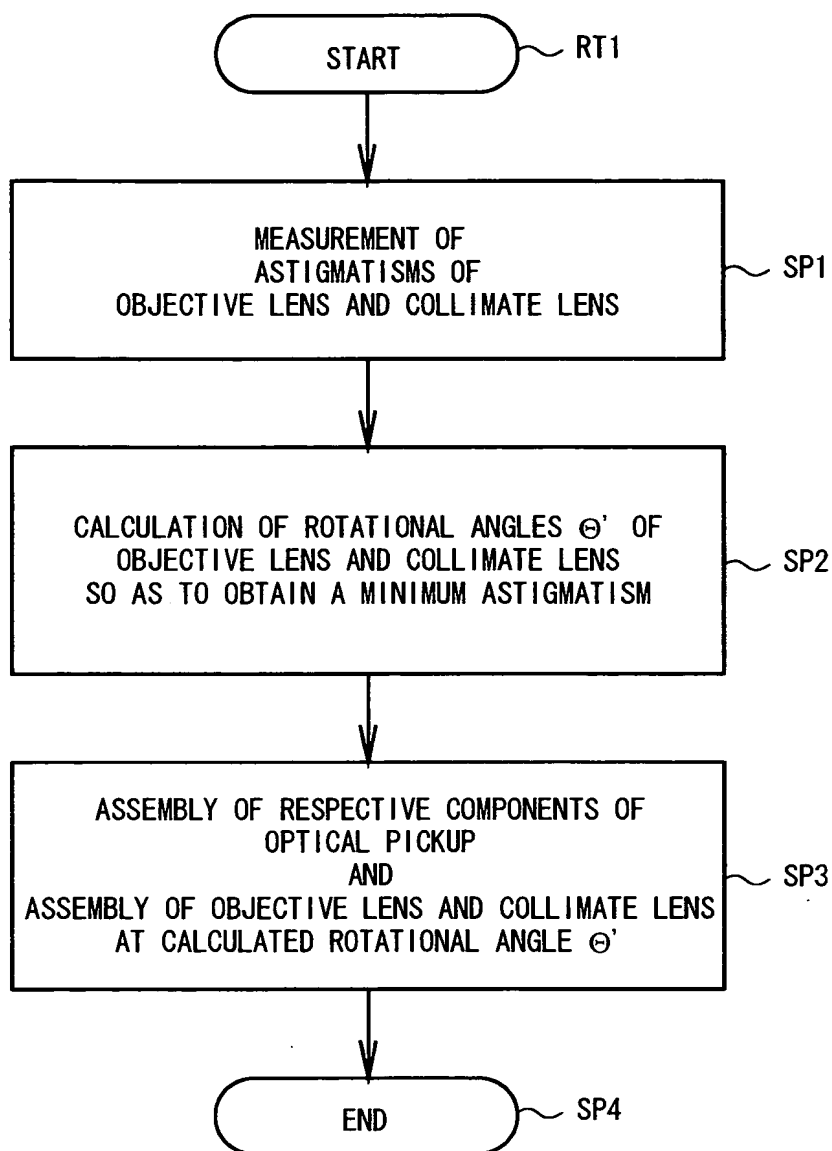 START
RT1
MEASUREMENT OF
ASTIGMATISMS OF
OBJECTIVE LENS AND COLLIMATE LENS
SP1
CALCULATION OF ROTATIONAL ANGLES Θ' OF
OBJECTIVE LENS AND COLLIMATE LENS
SO AS TO OBTAIN A MINIMUM ASTIGMATISM
SP2
ASSEMBLY OF RESPECTIVE COMPONENTS OF
OPTICAL PICKUP
AND
ASSEMBLY OF OBJECTIVE LENS AND COLLIMATE LENS
AT CALCULATED ROTATIONAL ANGLE Θ'
SP3
END
SP4